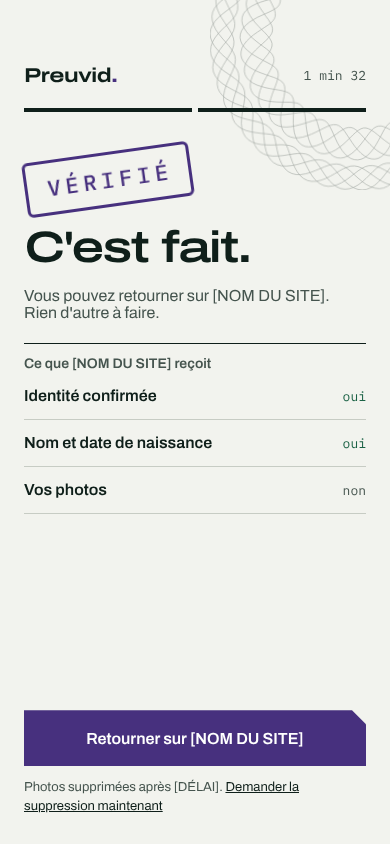 Preuvid.
1 min 32
VÉRIFIÉ
C'est fait.
Vous pouvez retourner sur [NOM DU SITE].
Rien d'autre à faire.
Ce que [NOM DU SITE] reçoit
Identité confirmée
oui
Nom et date de naissance
oui
Vos photos
non
Retourner sur [NOM DU SITE]
Photos supprimées après [DÉLAI]. Demander la
suppression maintenant